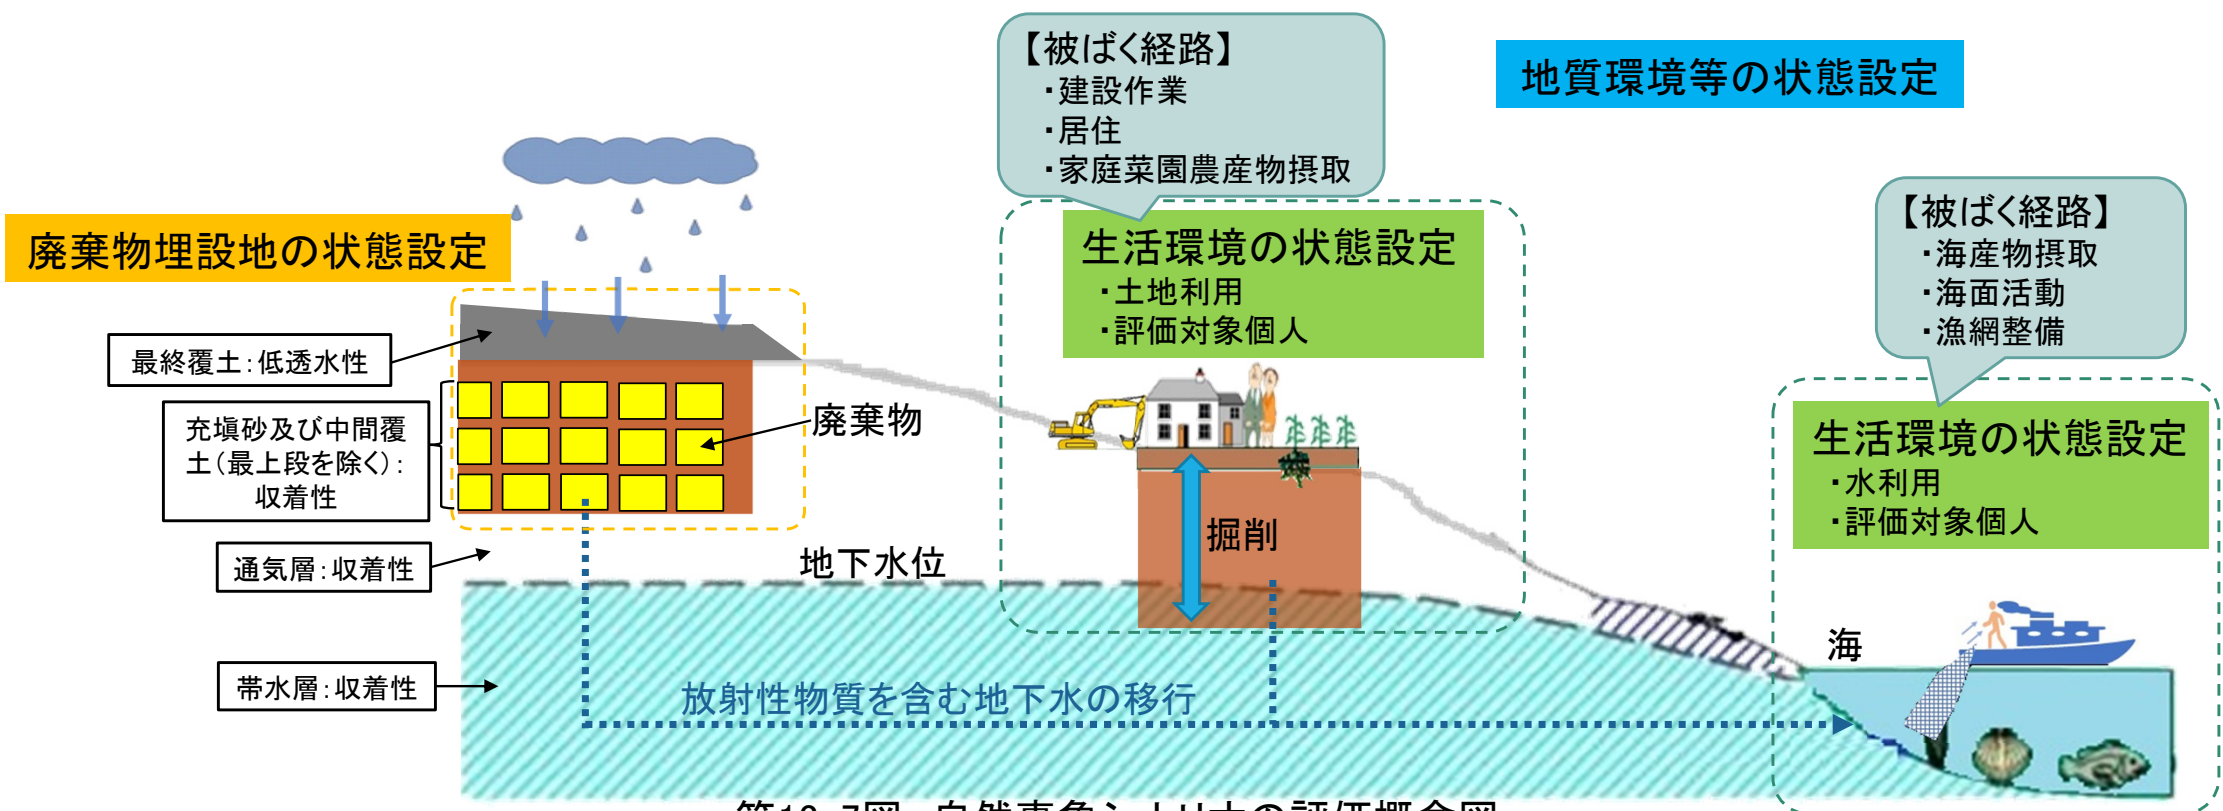 【被ばく経路】
・建設作業
・居住
・家庭菜園農産物摂取
地質環境等の状態設定
【被ばく経路】
・海産物摂取
・海面活動
・漁網整備
廃棄物埋設地の状態設定
生活環境の状態設定
・土地利用
・評価対象個人
最終覆土：低透水性
充塡砂及び中間覆
土（最上段を除く）：
収着性
廃棄物
生活環境の状態設定
・水利用
・評価対象個人
掘削
通気層：収着性
地下水位
海
帯水層：収着性
放射性物質を含む地下水の移行